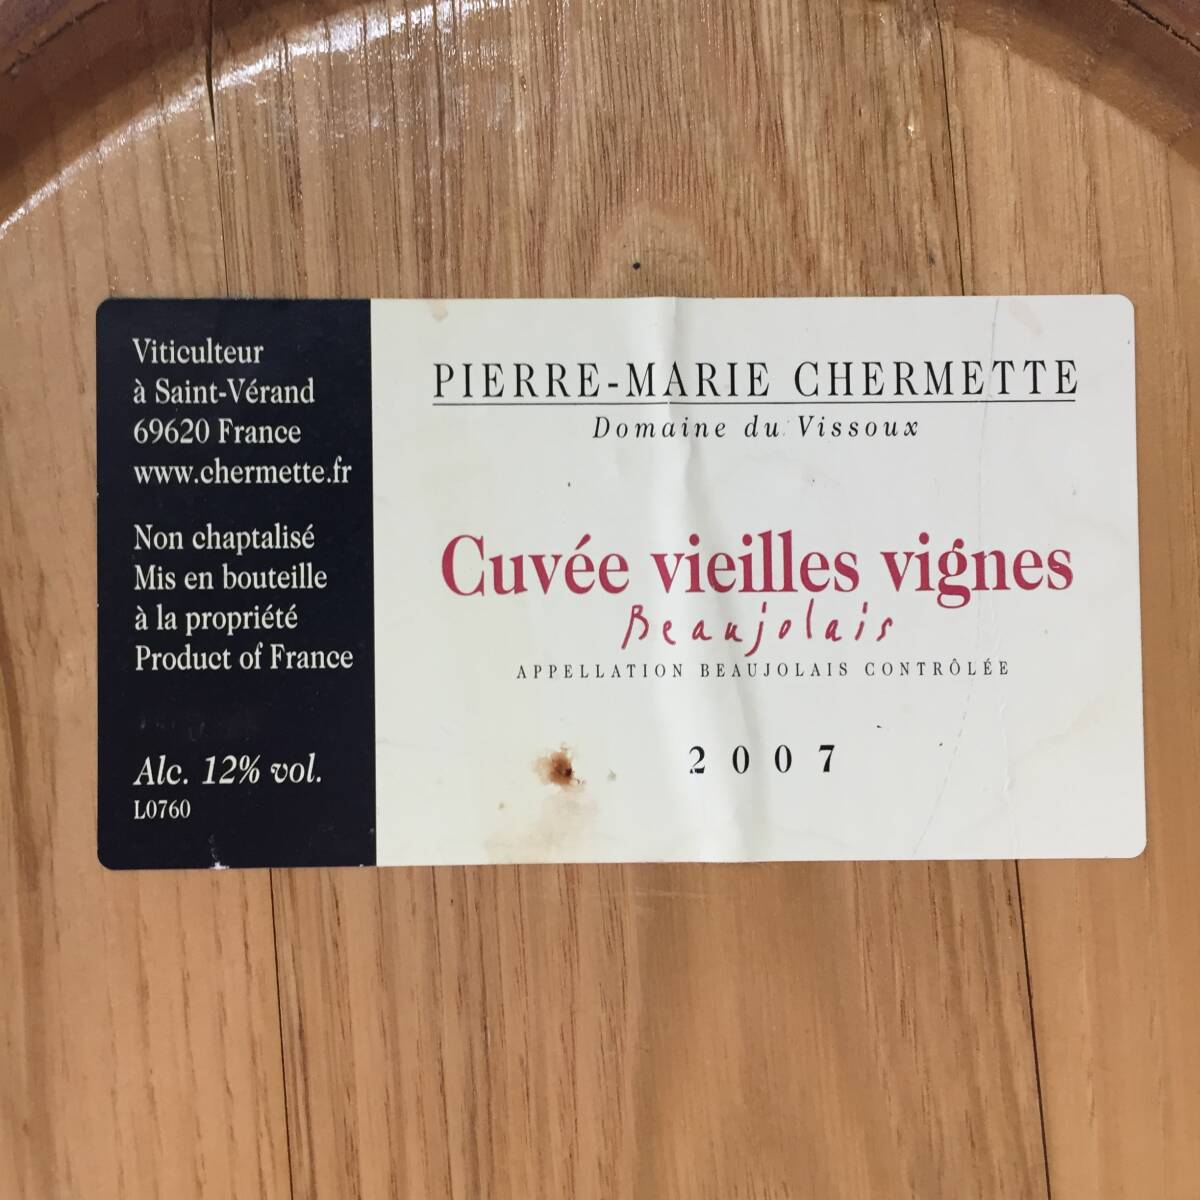 Viticulteur
à Saint-Vérand
69620 France
www.chermette.fr
Non chaptalisé
Mis en bouteille
à la propriété
Product of France
Alc. 12% vol.
L0760
PIERRE-MARIE CHERMETTE
Domaine du Vissoux
Cuvée vieilles vignes
Beaujolais
APPELLATION BEAUJOLAIS CONTRÔLÉE
2007